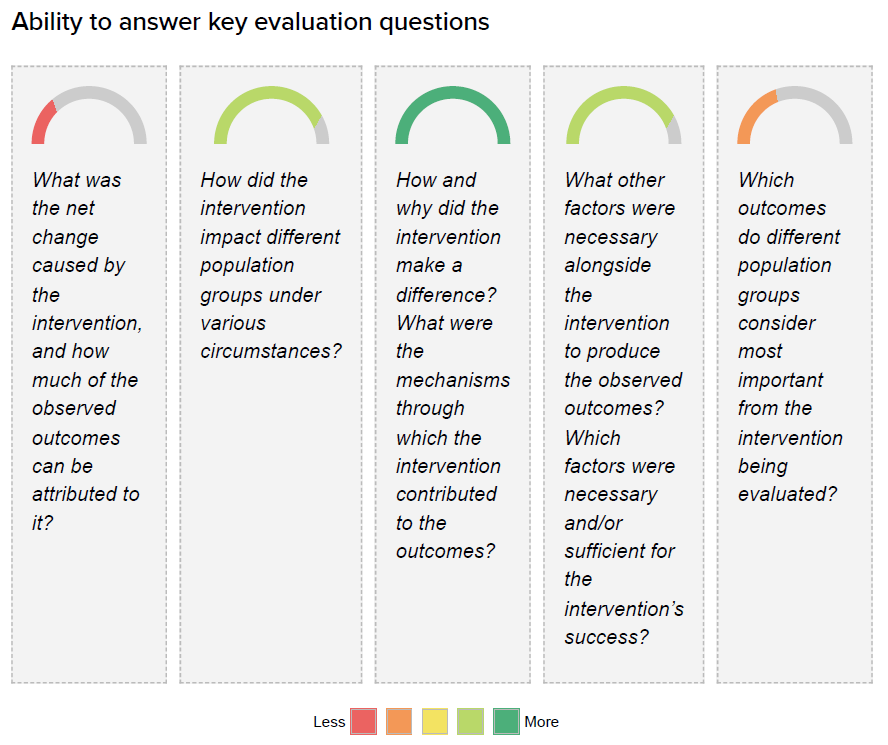 Ability to answer key evaluation questions
What was
the net
change
caused by
the
intervention,
and how
much of the
observed
outcomes
can be
attributed to
it?
How did the
intervention
impact different
population
groups under
various
circumstances?
How and
why did the
intervention
make a
difference?
What were
the
mechanisms
through
which the
intervention
contributed
to the
outcomes?
What other
factors were
necessary
alongside
the
intervention
to produce
the observed
outcomes?
Which
factors were
necessary
and/or
sufficient for
the
intervention’s
success?
Which
outcomes
do different
population
groups
consider
most
important
from the
intervention
being
evaluated?
Less More